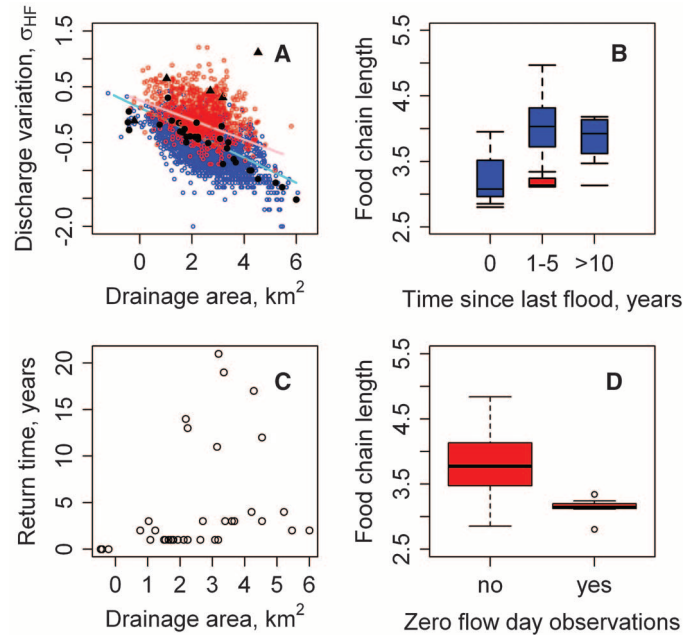 A
Discharge variation, σHF
1.5
0.5
-0.5
-2.0
0 2 4 6
Drainage area, km²
B
Food chain length
5.5
4.5
3.5
2.5
0 1-5 >10
Time since last flood, years
C
Return time, years
20
15
10
5
0
0 1 2 3 4 5 6
Drainage area, km²
D
Food chain length
5.5
4.5
3.5
2.5
no yes
Zero flow day observations